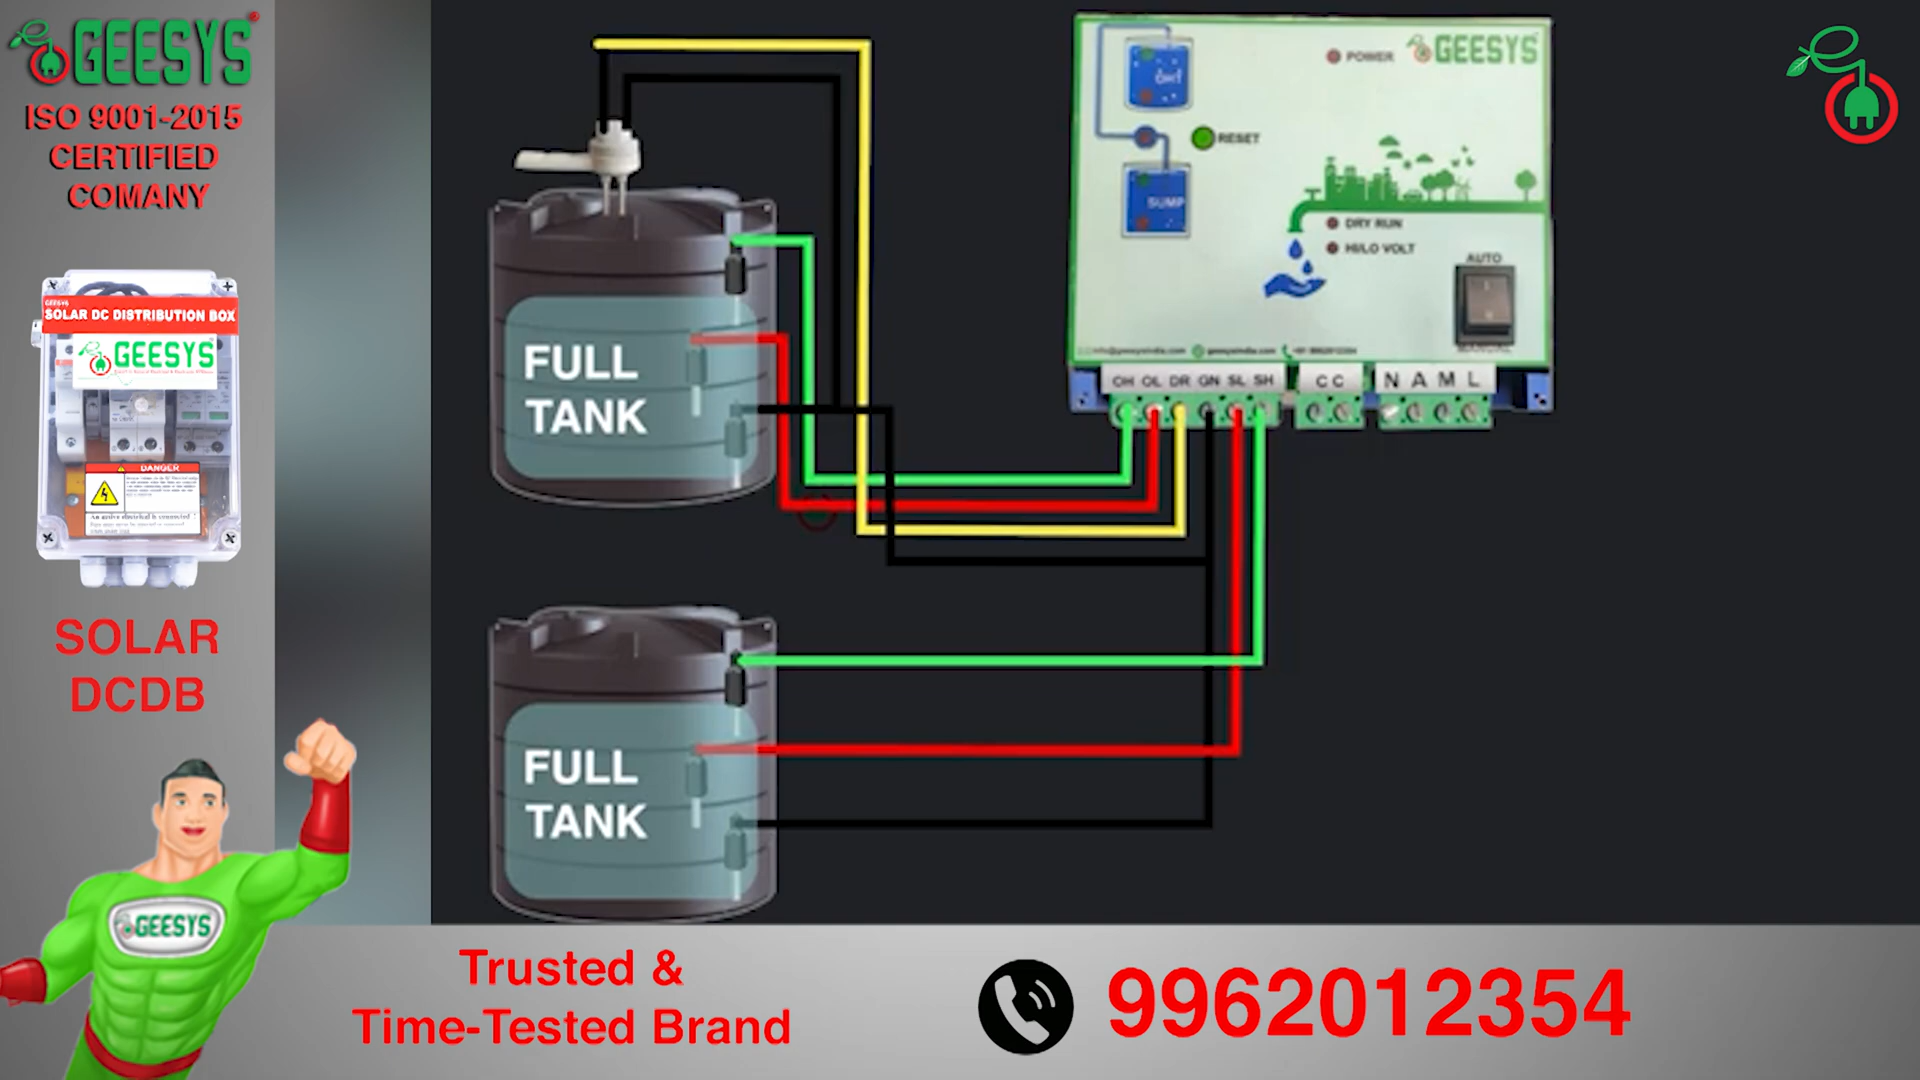 GEESYS
ISO 9001-2015
CERTIFIED
COMANY
GEESYS
SOLAR DC DISTRIBUTION BOX
GEESYS
DANGER
SOLAR
DCDB
GEESYS
FULL
TANK
FULL
TANK
OHT
POWER
GEESYS
RESET
SUMP
DRY RUN
HI/LO VOLT
AUTO
MANUAL
OH OL DR GN SL SH
C C
N A M L
Trusted &
Time-Tested Brand
9962012354